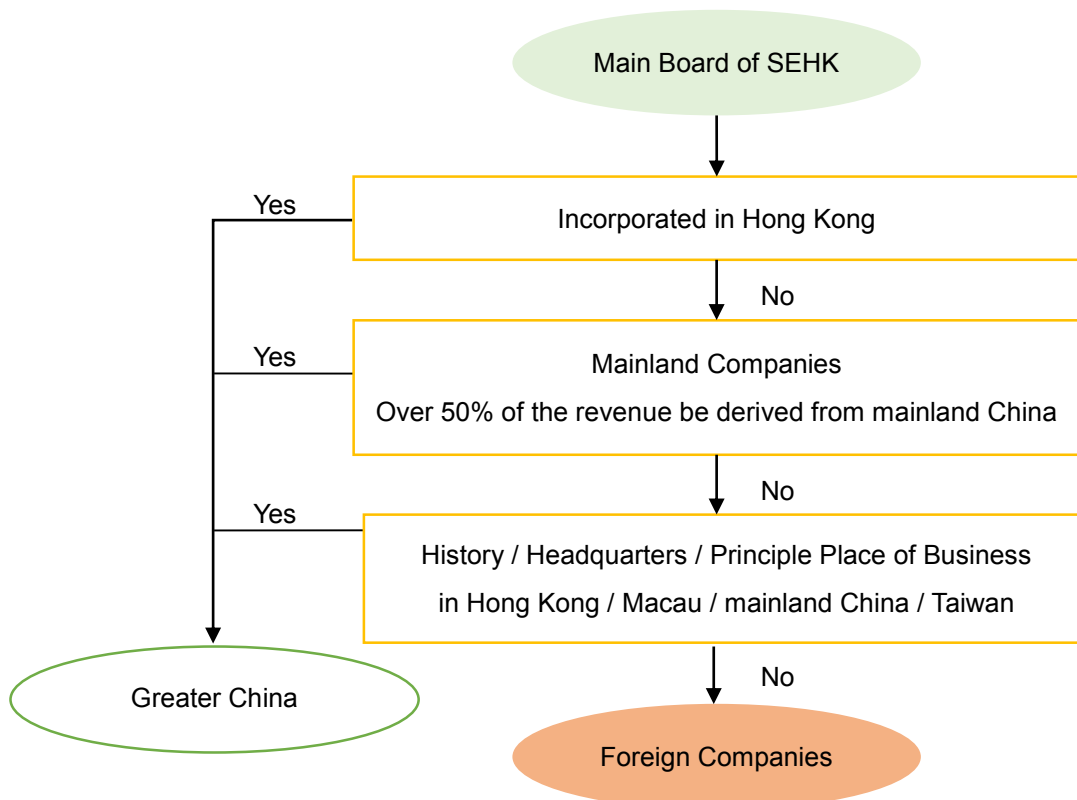 Main Board of SEHK
Yes
Incorporated in Hong Kong
No
Yes
Mainland Companies
Over 50% of the revenue be derived from mainland China
No
Yes
History / Headquarters / Principle Place of Business
in Hong Kong / Macau / mainland China / Taiwan
No
Greater China
Foreign Companies